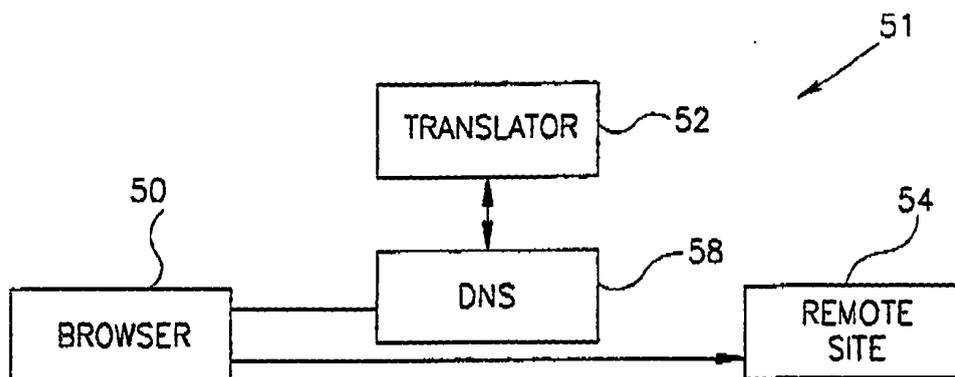 51
TRANSLATOR
52
50
54
DNS
58
BROWSER
REMOTE
SITE